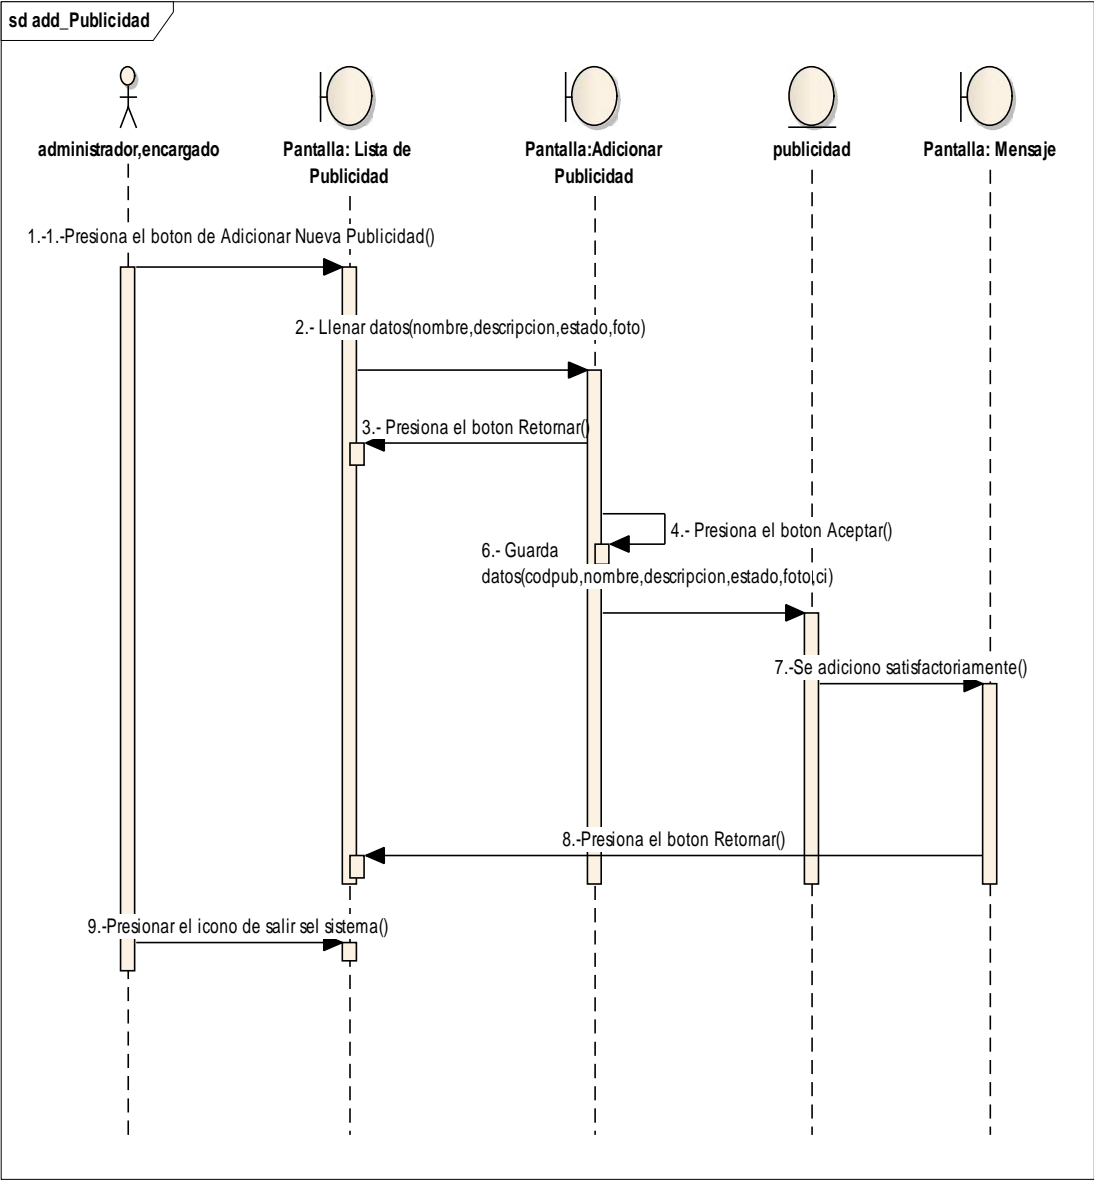 sd add_Publicidad
administrador,encargado
Pantalla: Lista de
Publicidad
Pantalla:Adicionar
Publicidad
publicidad
Pantalla: Mensaje
1.-1.-Presiona el boton de Adicionar Nueva Publicidad()
2.- Llenar datos(nombre,descripcion,estado,foto)
3.- Presiona el boton Retornar()
4.- Presiona el boton Aceptar()
6.- Guarda
datos(codpub,nombre,descripcion,estado,foto,ci)
7.-Se adiciono satisfactoriamente()
8.-Presiona el boton Retornar()
9.-Presionar el icono de salir sel sistema()